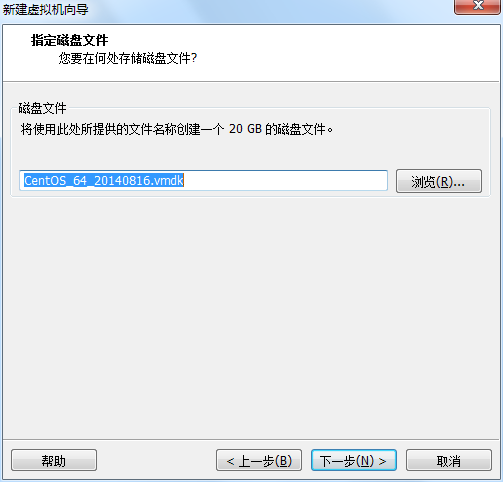 新建虚拟机向导
指定磁盘文件
您要在何处存储磁盘文件?
磁盘文件
将使用此处所提供的文件名称创建一个 20 GB 的磁盘文件。
CentOS_64_20140816.vmdk
浏览(R)...
帮助
< 上一步(B)
下一步(N) >
取消